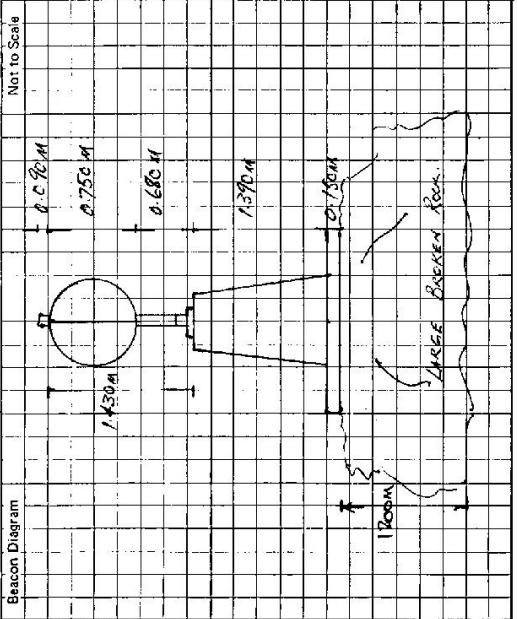 Beacon Diagram
Not to Scale
0.090M
0.750M
0.680M
1.390M
0.150M
1.430M
1.200M
LARGE BROKEN ROCK